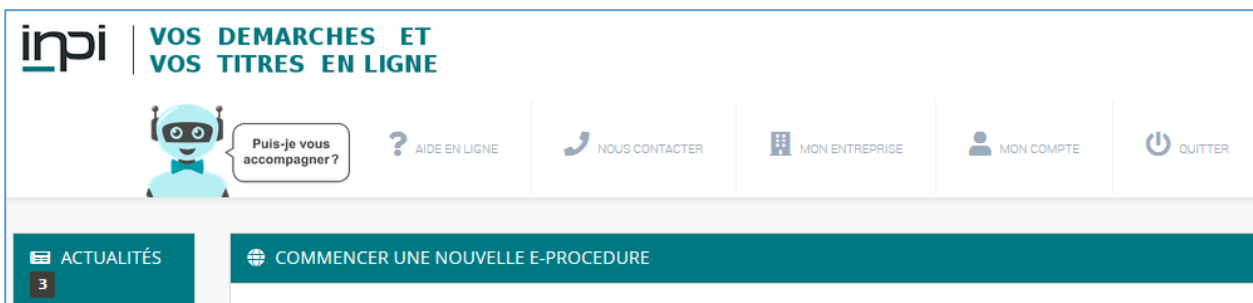 inpi
VOS DEMARCHES ET
VOS TITRES EN LIGNE
Puis-je vous
accompagner ?
? AIDE EN LIGNE
NOUS CONTACTER
MON ENTREPRISE
MON COMPTE
QUITTER
ACTUALITÉS
3
COMMENCER UNE NOUVELLE E-PROCEDURE